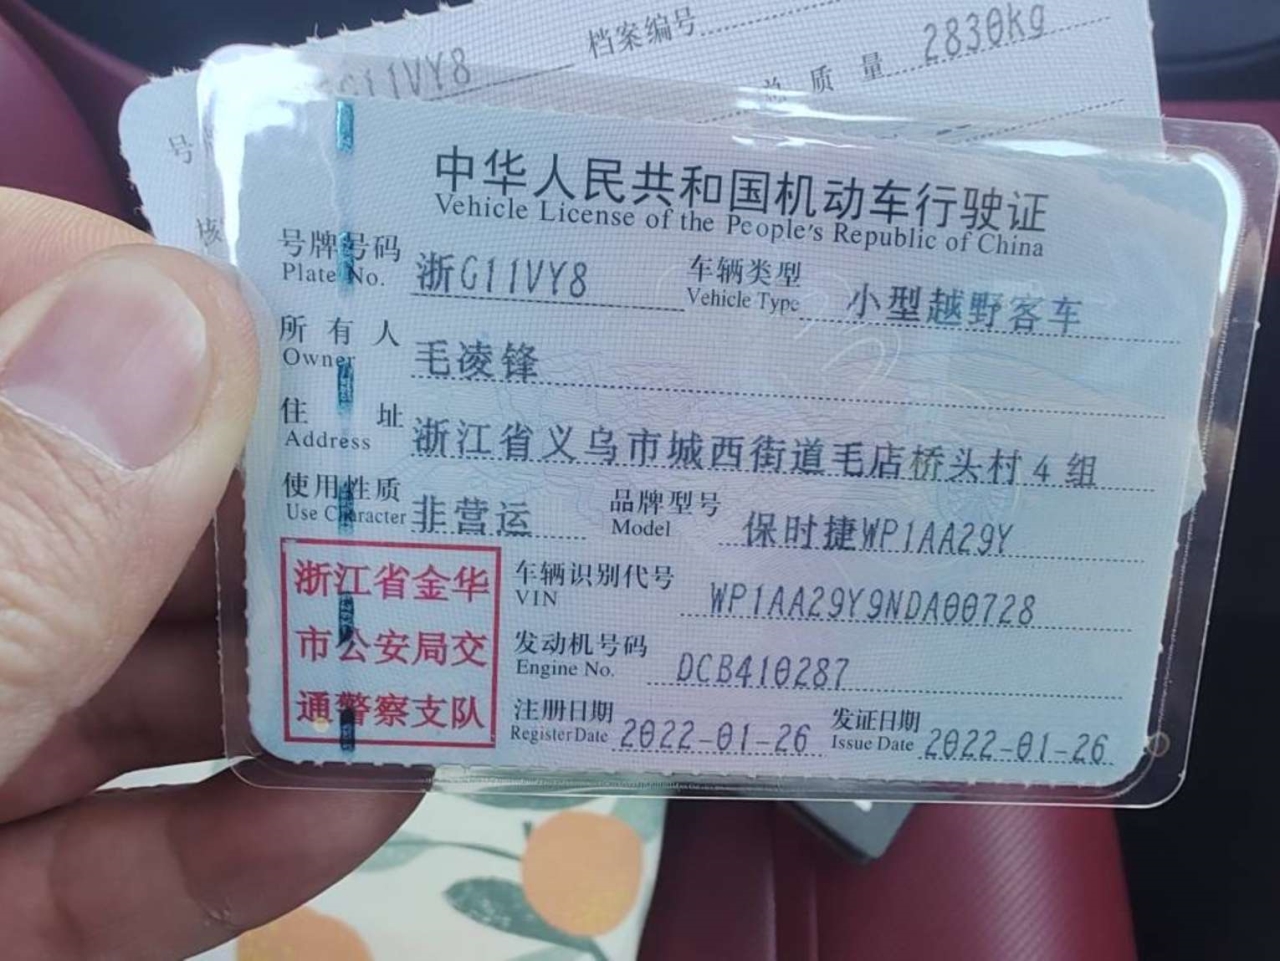 档案编号
G11VY8
总质量 2830kg
号
核
中华人民共和国机动车行驶证
Vehicle License of the People's Republic of China
号牌号码 浙G11VY8 车辆类型 小型越野客车
Plate No. Vehicle Type
所有人 毛凌锋
Owner
住址 浙江省义乌市城西街道毛店桥头村4组
Address
使用性质 非营运 品牌型号 保时捷WP1AA29Y
Use Character Model
浙江省金华
市公安局交
通警察支队
车辆识别代号 WP1AA29Y9NDA00728
VIN
发动机号码 DCB410287
Engine No.
注册日期 2022-01-26 发证日期 2022-01-26
Register Date Issue Date